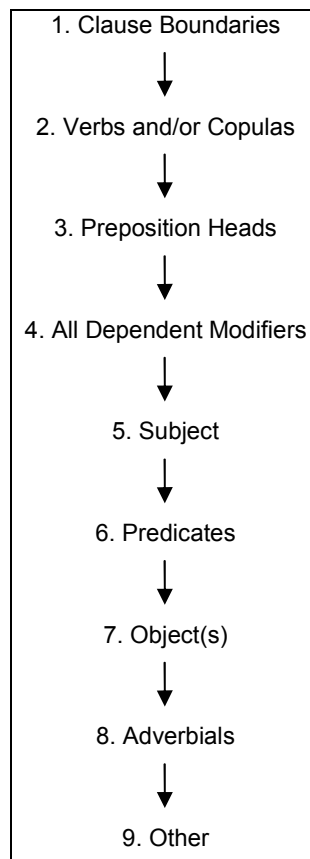 1. Clause Boundaries
2. Verbs and/or Copulas
3. Preposition Heads
4. All Dependent Modifiers
5. Subject
6. Predicates
7. Object(s)
8. Adverbials
9. Other